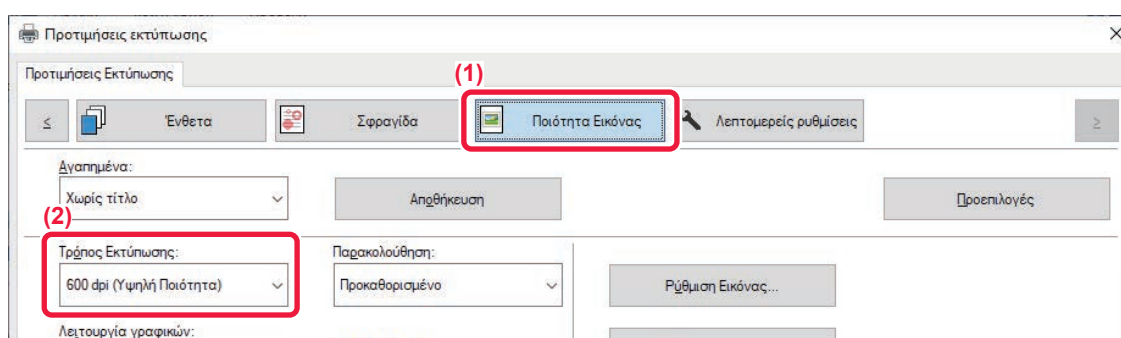 Προτιμήσεις εκτύπωσης
Προτιμήσεις Εκτύπωσης
(1)
≤ Ένθετα Σφραγίδα Ποιότητα Εικόνας Λεπτομερείς ρυθμίσεις ≥
Αγαπημένα:
Χωρίς τίτλο Αποθήκευση Προεπιλογές
(2)
Τρόπος Εκτύπωσης: Παρακολούθηση:
600 dpi (Υψηλή Ποιότητα) Προκαθορισμένο Ρύθμιση Εικόνας...
Λειτουργία γραφικών: